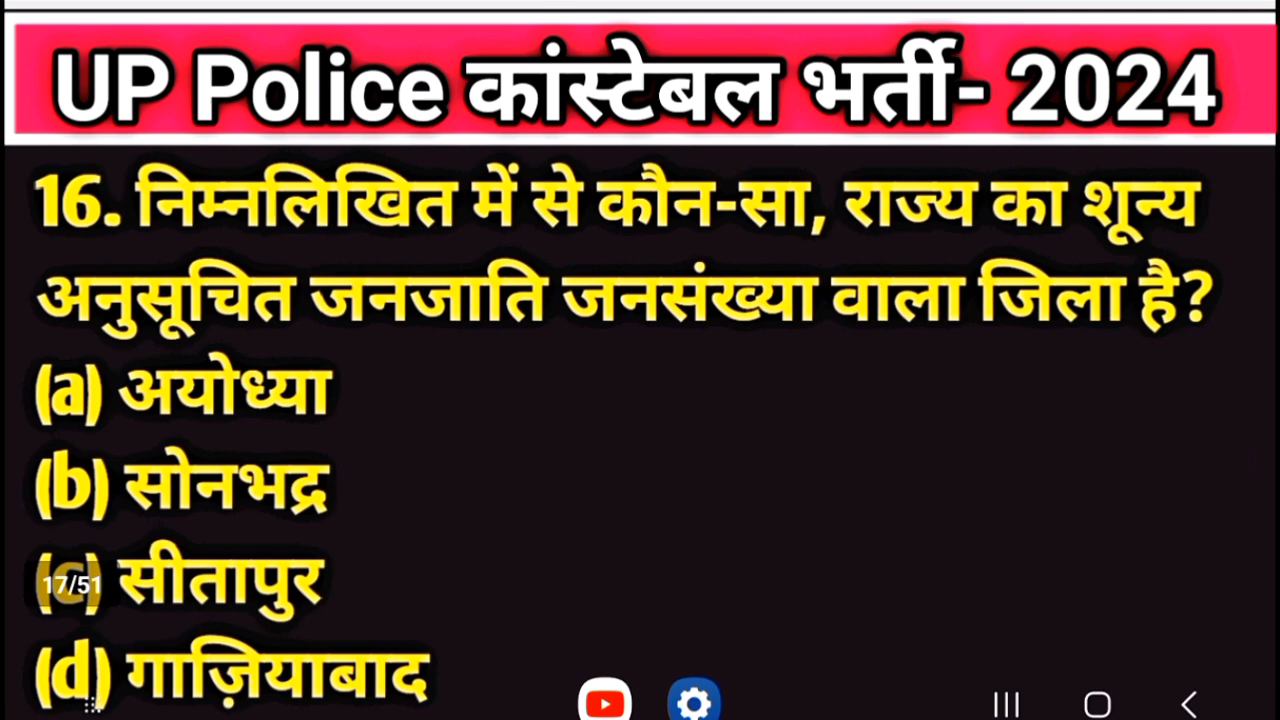 UP Police कांस्टेबल भर्ती- 2024
16. निम्नलिखित में से कौन-सा, राज्य का शून्य
अनुसूचित जनजाति जनसंख्या वाला जिला है?
(a) अयोध्या
(b) सोनभद्र
(c) सीतापुर
17/51
(d) गाज़ियाबाद